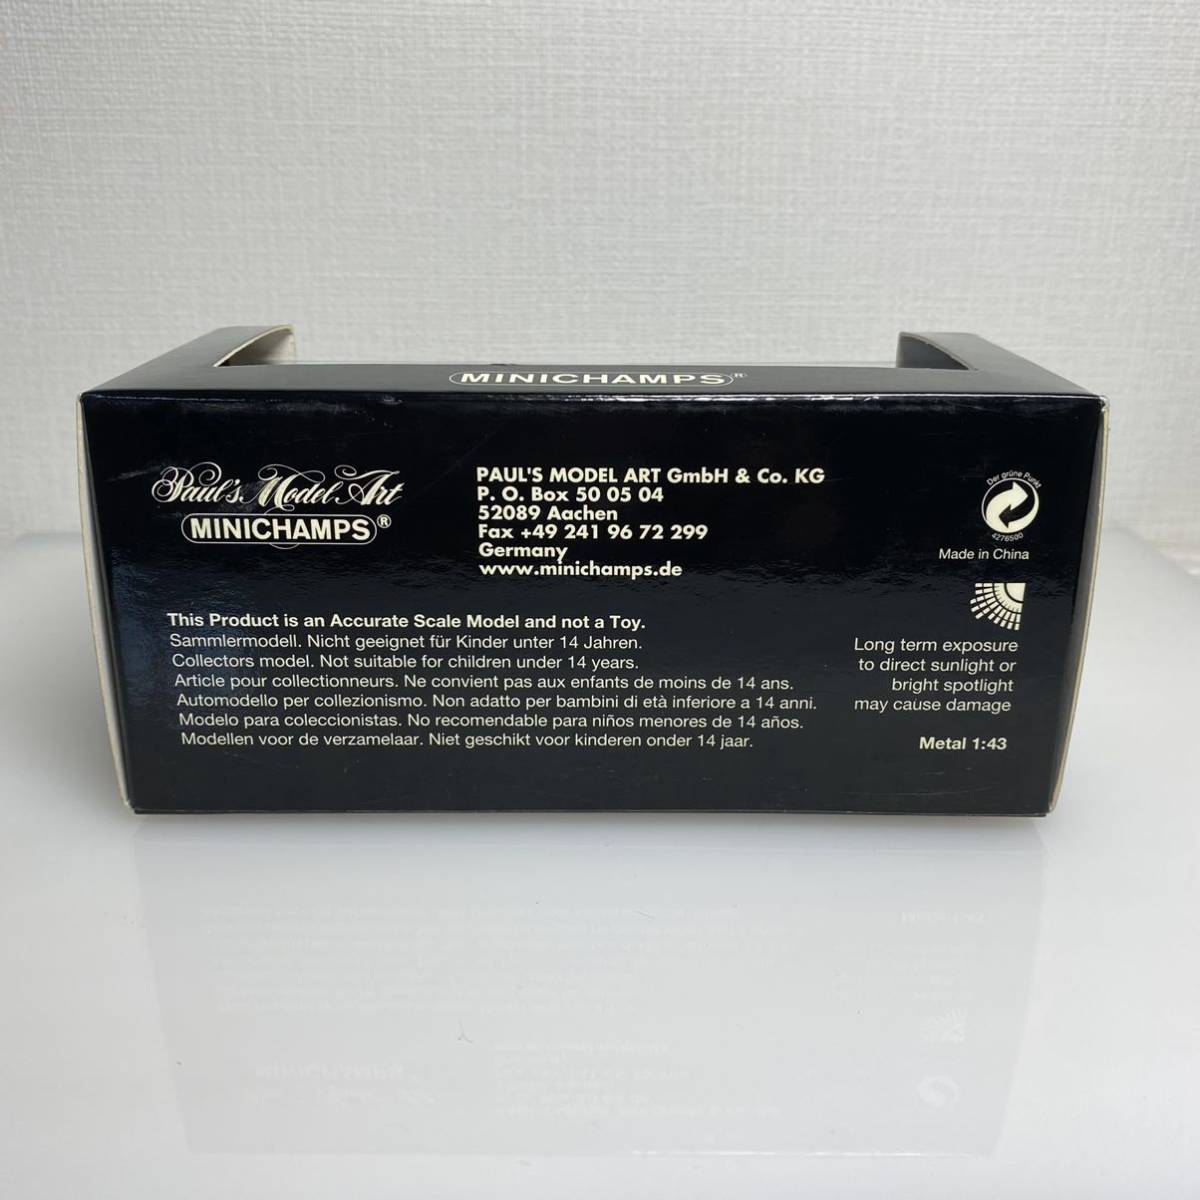 MINICHAMPS®
Paul's Model Art
MINICHAMPS®
PAUL'S MODEL ART GmbH & Co. KG
P. O. Box 50 05 04
52089 Aachen
Fax +49 241 96 72 299
Germany
www.minichamps.de
Der grüne Punkt
4276500
Made in China
This Product is an Accurate Scale Model and not a Toy.
Sammlermodell. Nicht geeignet für Kinder unter 14 Jahren.
Collectors model. Not suitable for children under 14 years.
Article pour collectionneurs. Ne convient pas aux enfants de moins de 14 ans.
Automodello per collezionismo. Non adatto per bambini di età inferiore a 14 anni.
Modelo para coleccionistas. No recomendable para niños menores de 14 años.
Modellen voor de verzamelaar. Niet geschikt voor kinderen onder 14 jaar.
Long term exposure
to direct sunlight or
bright spotlight
may cause damage
Metal 1:43